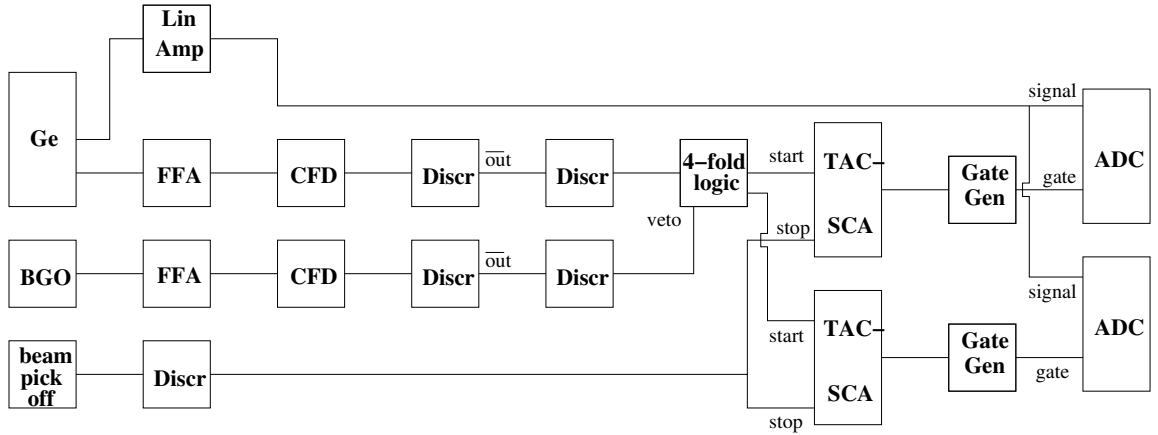 Lin
Amp
signal
Ge
FFA
CFD
Discr
out
Discr
4-fold
logic
start
TAC-
SCA
Gate
Gen
gate
ADC
veto
stop
BGO
FFA
CFD
Discr
out
Discr
signal
beam
pick
off
Discr
start
stop
TAC-
SCA
Gate
Gen
gate
ADC